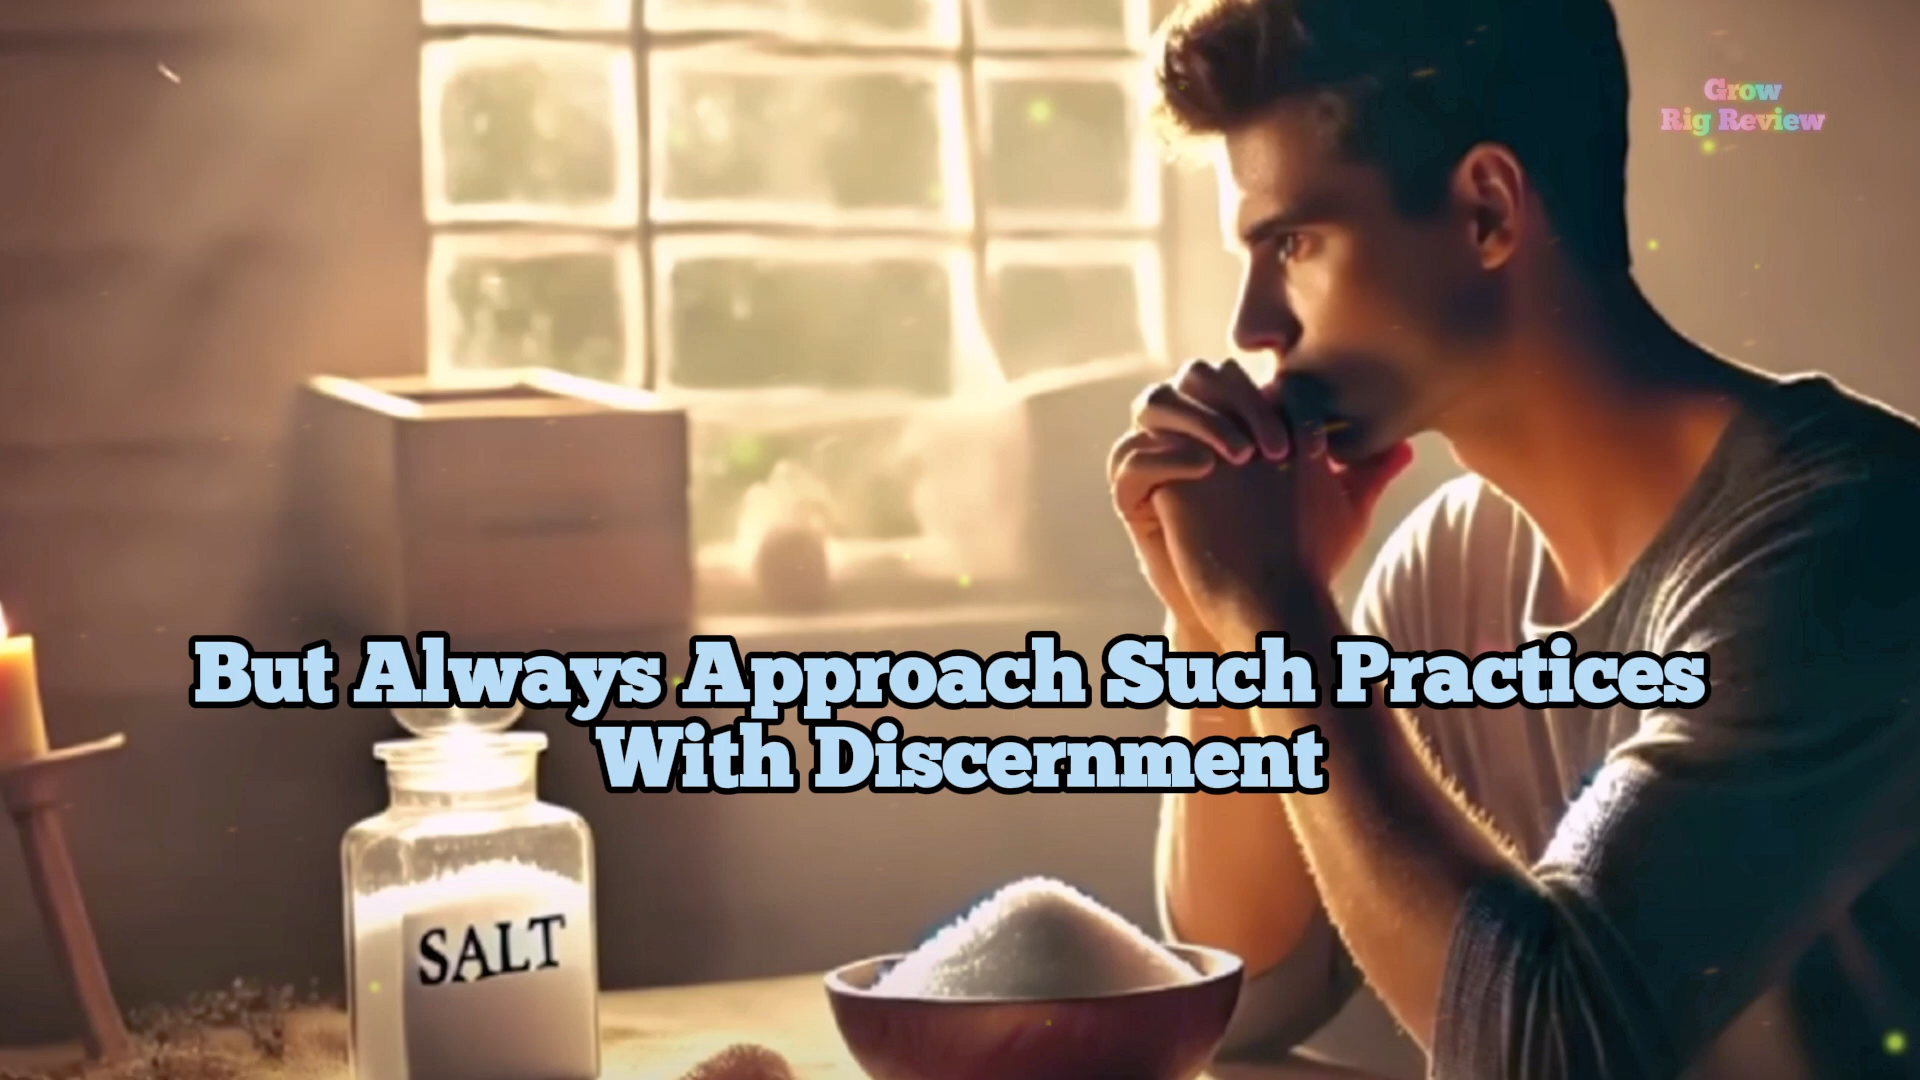 Grow
Rig Review
But Always Approach Such Practices
With Discernment
SALT